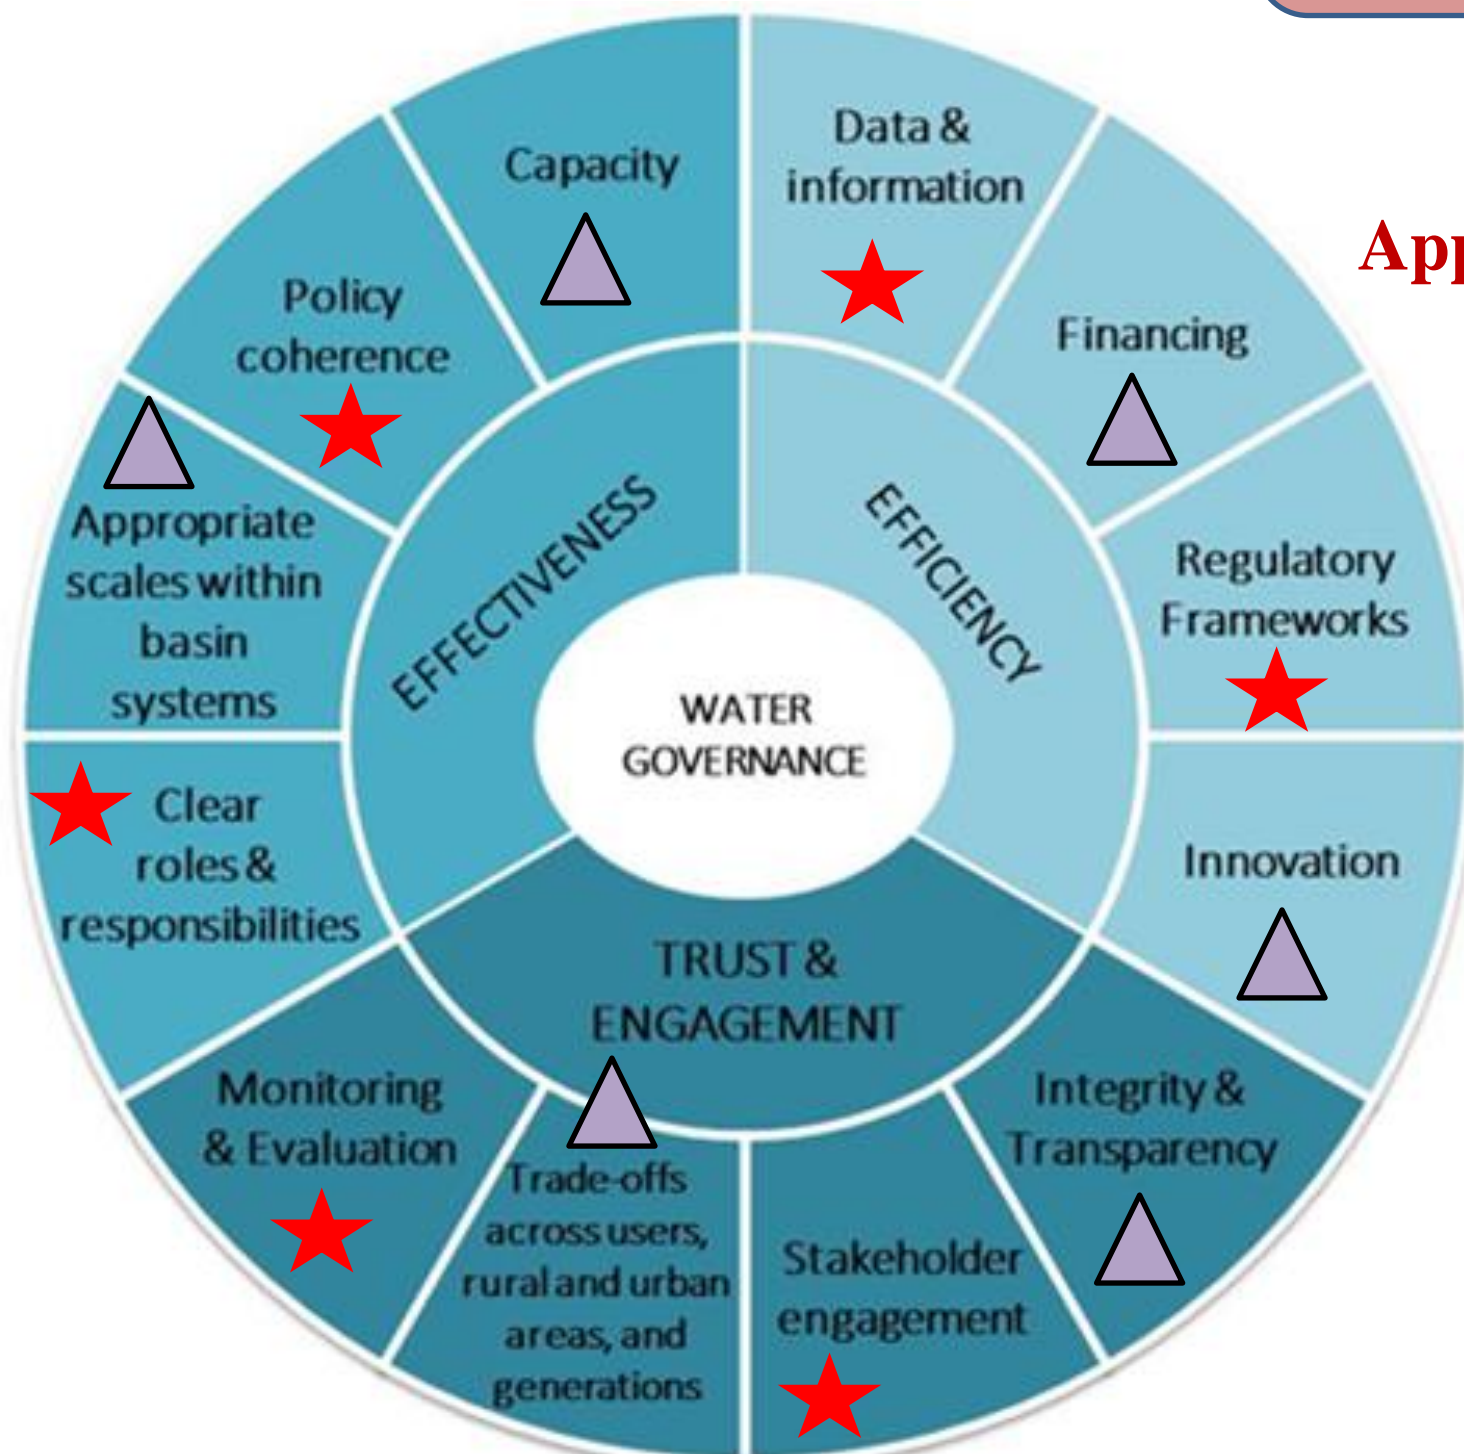 Data &
information
Financing
Regulatory
Frameworks
Innovation
Integrity &
Transparency
Stakeholder
engagement
Trade-offs
across users,
rural and urban
areas, and
generations
Monitoring
& Evaluation
Clear
roles &
responsibilities
Appropriate
scales within
basin
systems
Policy
coherence
Capacity
EFFECTIVENESS
EFFICIENCY
TRUST &
ENGAGEMENT
WATER
GOVERNANCE